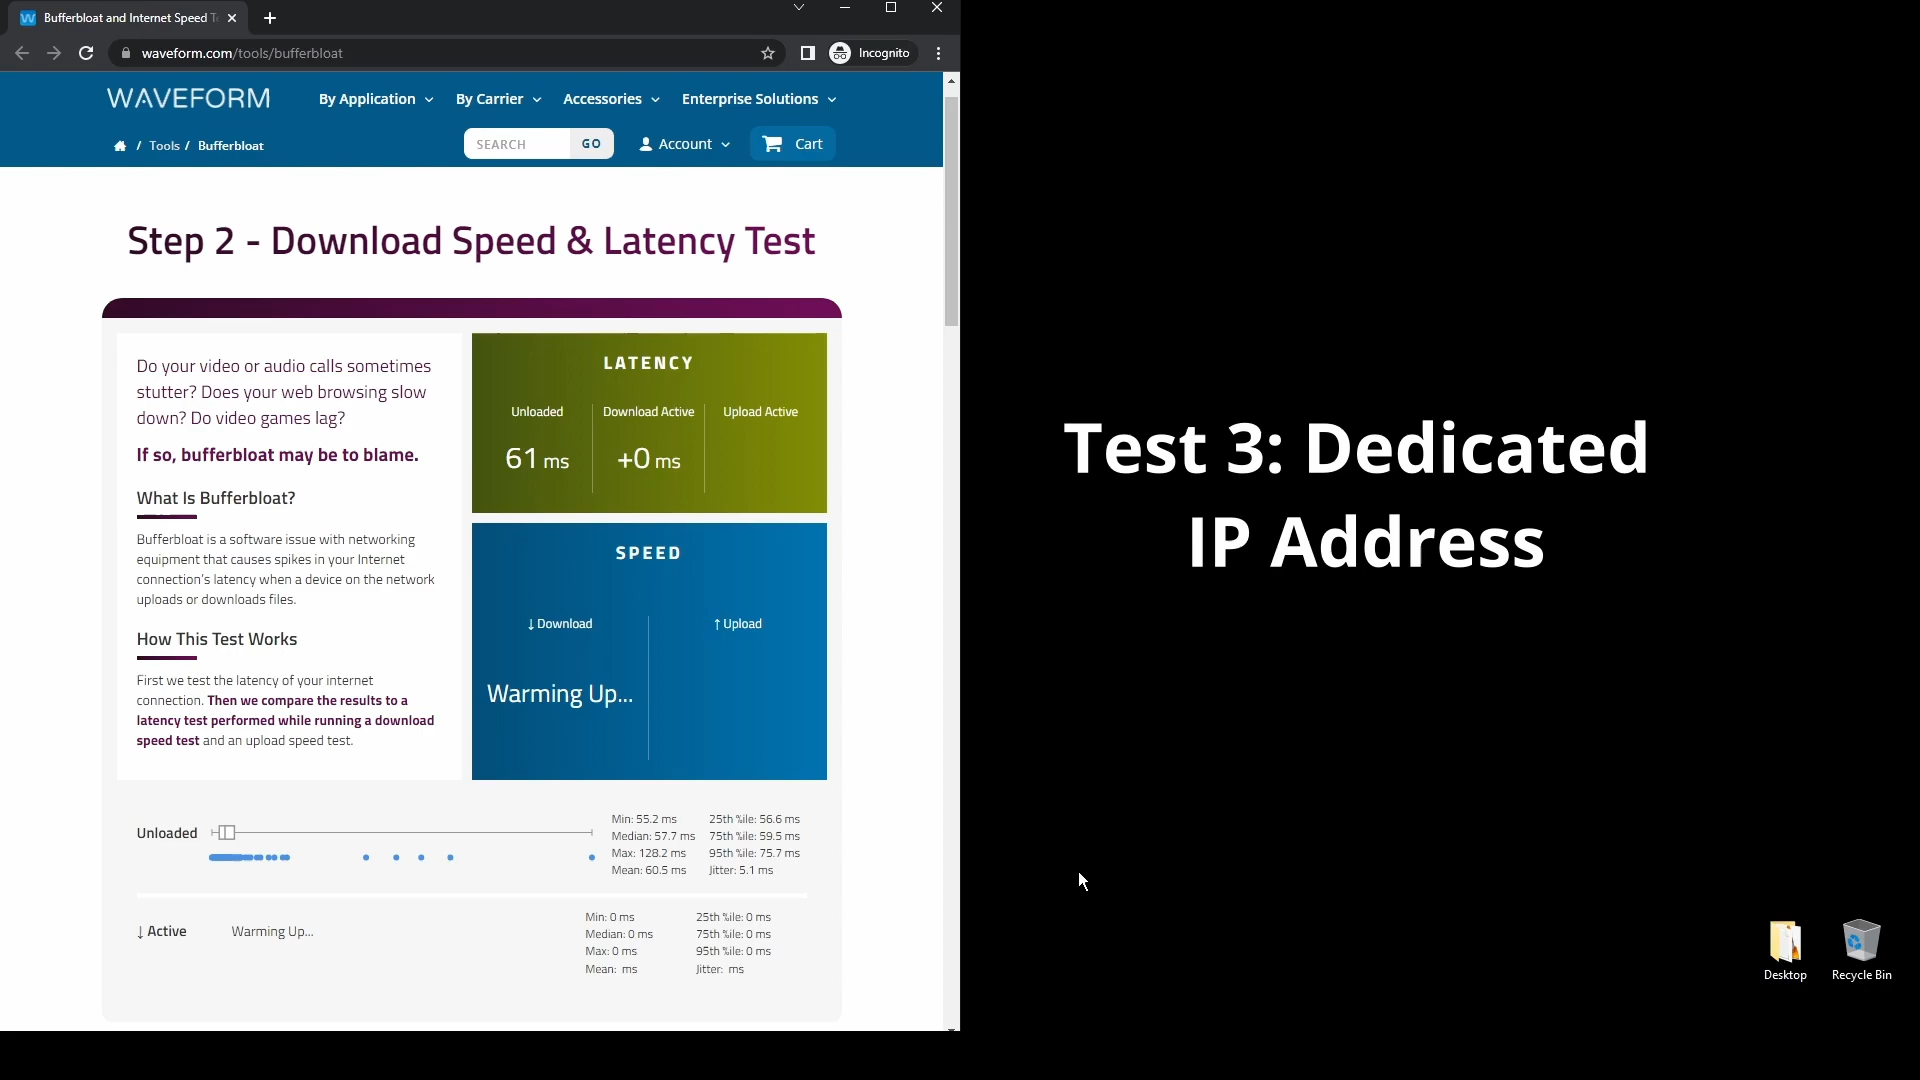 Bufferbloat and Internet Speed T
waveform.com/tools/bufferbloat
Incognito
WAVEFORM
By Application
By Carrier
Accessories
Enterprise Solutions
/ Tools / Bufferbloat
SEARCH
GO
Account
Cart
Step 2 - Download Speed & Latency Test
Do your video or audio calls sometimes
stutter? Does your web browsing slow
down? Do video games lag?
If so, bufferbloat may be to blame.
What Is Bufferbloat?
Bufferbloat is a software issue with networking
equipment that causes spikes in your Internet
connection's latency when a device on the network
uploads or downloads files.
How This Test Works
First we test the latency of your internet
connection. Then we compare the results to a
latency test performed while running a download
speed test and an upload speed test.
LATENCY
Unloaded
Download Active
Upload Active
61 ms
+0 ms
SPEED
↓ Download
↑ Upload
Warming Up...
Unloaded
Min: 55.2 ms
25th %ile: 56.6 ms
Median: 57.7 ms
75th %ile: 59.5 ms
Max: 128.2 ms
95th %ile: 75.7 ms
Mean: 60.5 ms
Jitter: 5.1 ms
↓ Active
Warming Up...
Min: 0 ms
25th %ile: 0 ms
Median: 0 ms
75th %ile: 0 ms
Max: 0 ms
95th %ile: 0 ms
Mean: ms
Jitter: ms
Test 3: Dedicated
IP Address
Desktop
Recycle Bin